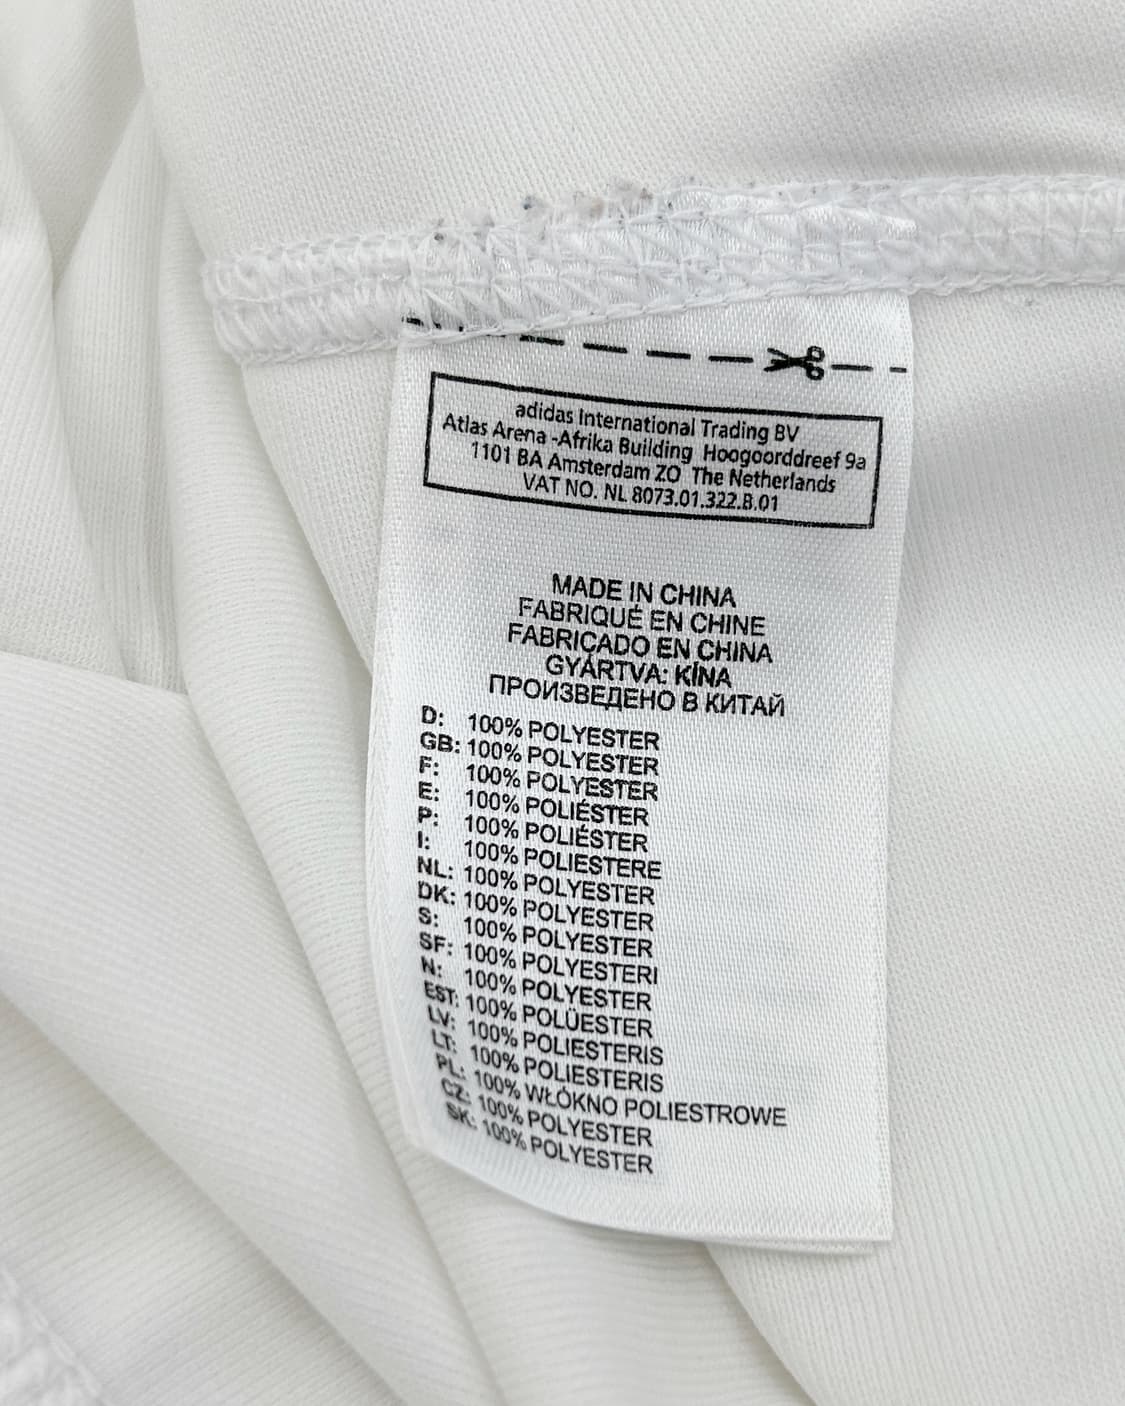 adidas International Trading BV
Atlas Arena -Afrika Building Hoogoorddreef 9a
1101 BA Amsterdam ZO The Netherlands
VAT NO. NL 8073.01.322.B.01
MADE IN CHINA
FABRIQUÉ EN CHINE
FABRICADO EN CHINA
GYÁRTVA: KÍNA
ПРОИЗВЕДЕНО В КИТАЙ
D: 100% POLYESTER
GB: 100% POLYESTER
F: 100% POLYESTER
E: 100% POLIÉSTER
P: 100% POLIÉSTER
I: 100% POLIESTERE
NL: 100% POLYESTER
DK: 100% POLYESTER
S: 100% POLYESTER
SF: 100% POLYESTERI
N: 100% POLYESTER
EST: 100% POLÜESTER
LV: 100% POLIESTERIS
LT: 100% POLIESTERIS
PL: 100% WŁÓKNO POLIESTROWE
CZ: 100% POLYESTER
SK: 100% POLYESTER